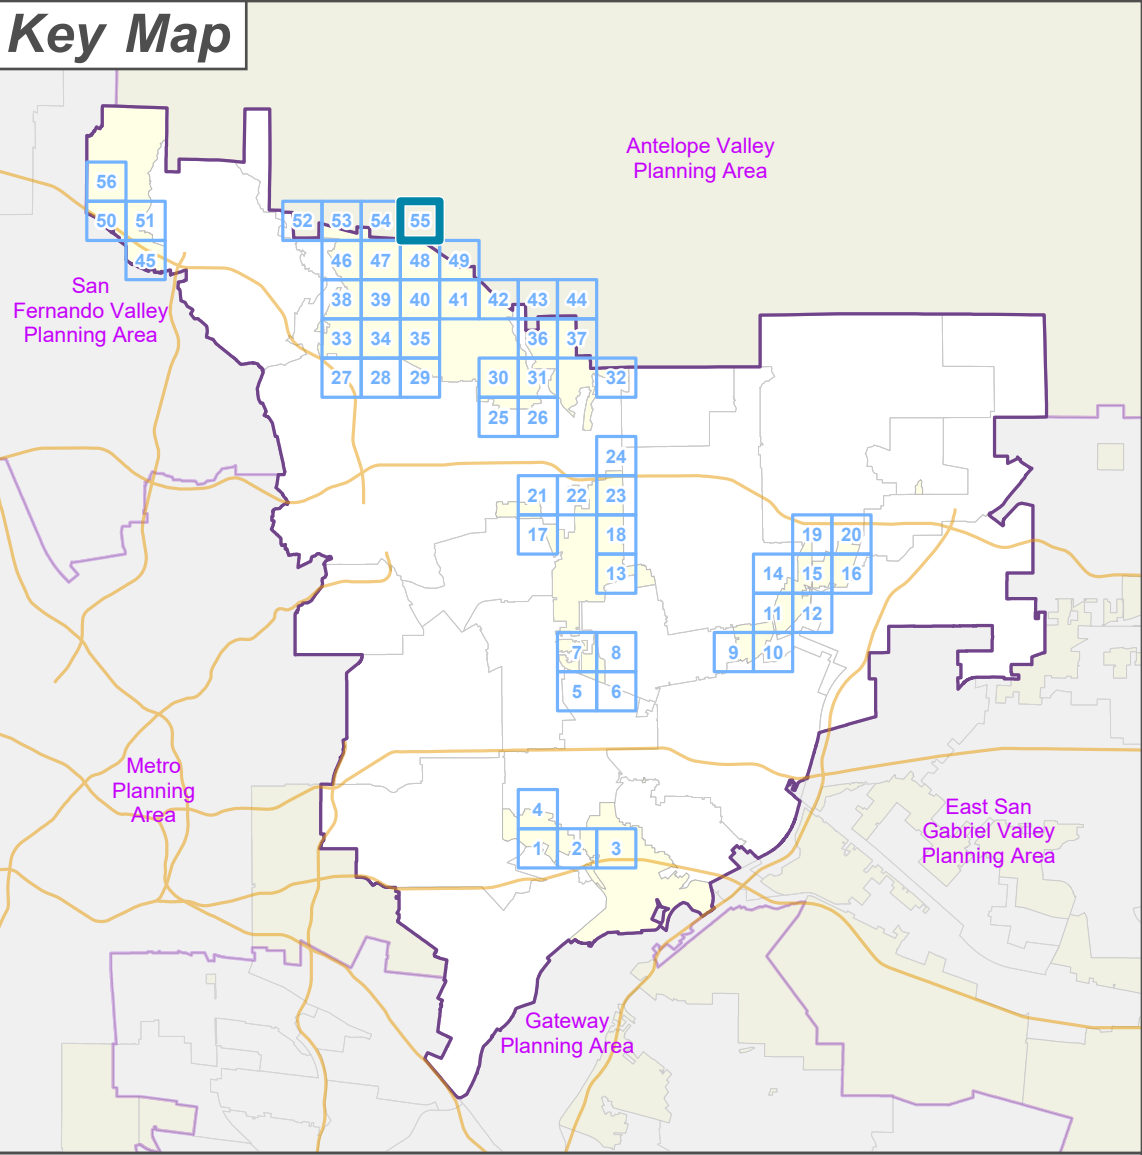 Key Map
Antelope Valley
Planning Area
56
50 51
52 53 54 55
45
46 47 48 49
San
Fernando Valley
Planning Area
38 39 40 41 42 43 44
33 34 35 36 37
27 28 29 30 31 32
25 26
24
21 22 23
17 18 19 20
13 14 15 16
11 12
7 8 9 10
5 6
Metro
Planning
Area
4
East San
Gabriel Valley
Planning Area
1 2 3
Gateway
Planning Area